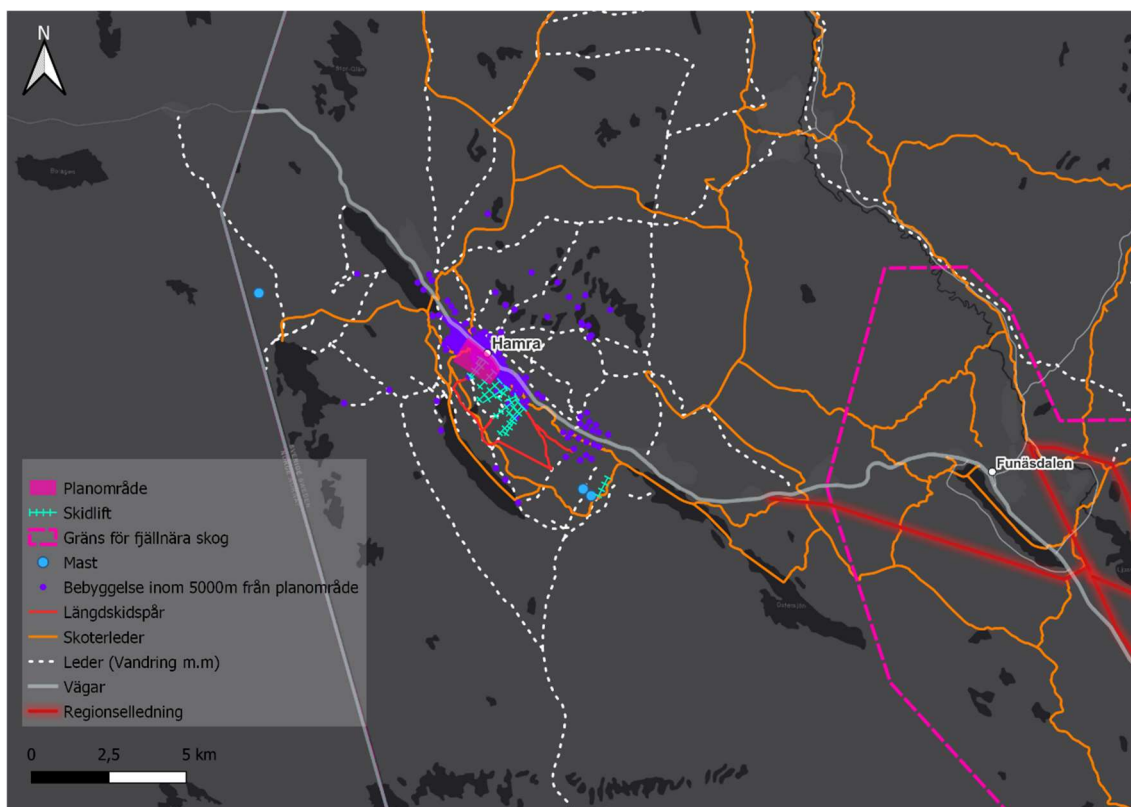 N
Hamra
Funäsdalen
Planområde
Skidlift
Gräns för fjällnära skog
Mast
Bebyggelse inom 5000m från planområde
Längdskidspår
Skoterleder
Leder (Vandring m.m)
Vägar
Regionselledning
0 2,5 5 km